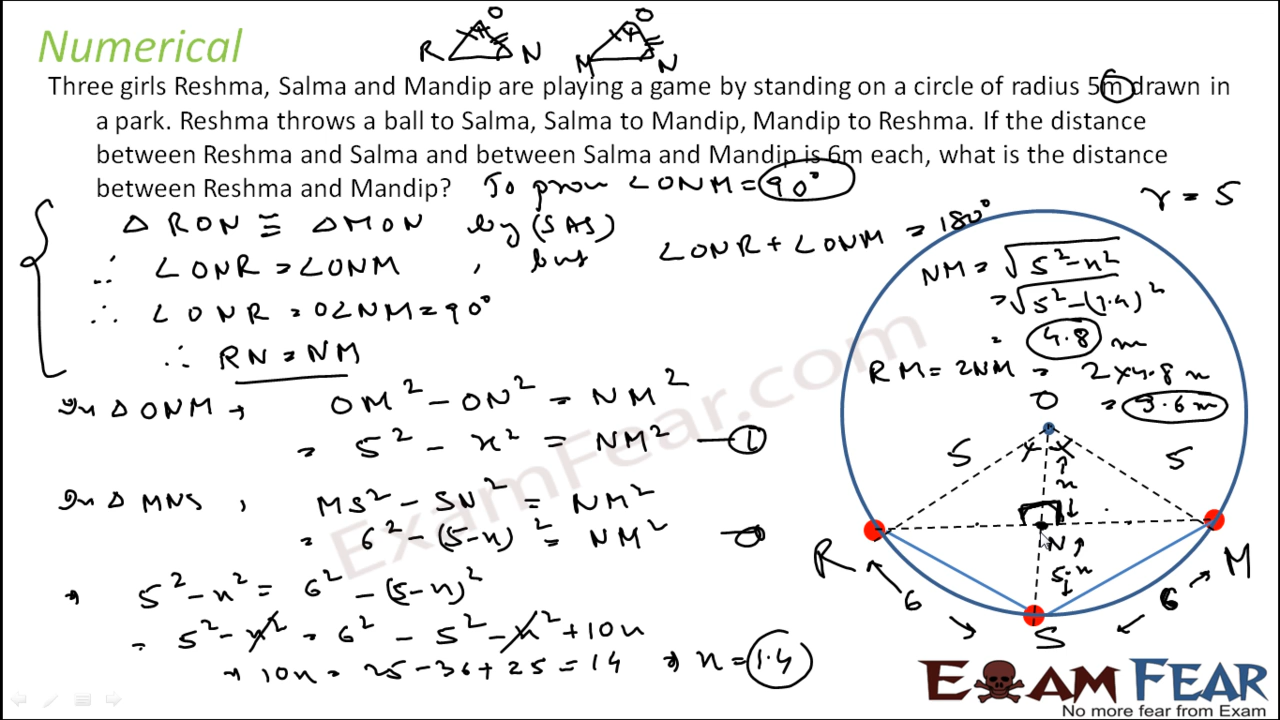 Numerical
O
R
N
O
M
N
Three girls Reshma, Salma and Mandip are playing a game by standing on a circle of radius 5m drawn in
a park. Reshma throws a ball to Salma, Salma to Mandip, Mandip to Reshma. If the distance
between Reshma and Salma and between Salma and Mandip is 6m each, what is the distance
between Reshma and Mandip? To prove ∠ONM = 90°
r = 5
Δ RON ≅ Δ MON by (SAS)
∴ ∠ONR = ∠ONM , but ∠ONR + ∠ONM = 180°
∴ ∠ONR = O∠NM = 90°
∴ RN = NM
NM = √5² - x²
= √5² - (1.4)²
= 4.8 m
RM = 2NM = 2 × 4.8 m
= 9.6 m
In Δ ONM → OM² - ON² = NM²
= 5² - x² = NM² — ①
In Δ MNS , MS² - SN² = NM²
= 6² - (5-x)² = NM²
⇒ 5² - x² = 6² - (5-x)²
= 5² - x² = 6² - 5² - x² + 10x
→ 10x = 25 - 36 + 25 = 14 ⇒ x = 1.4
O
5
5
x
N
5-x
R
M
6
6
S
ExamFear.com
EXAM FEAR
No more fear from Exam